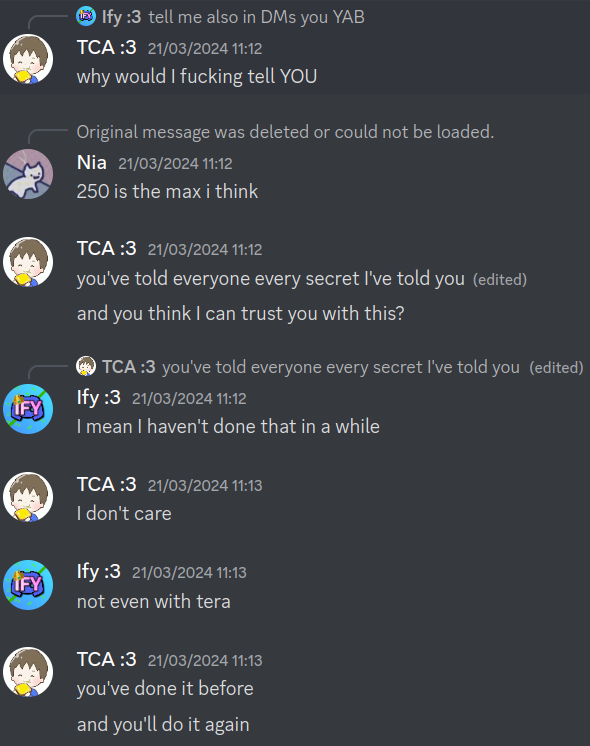 Ify :3 tell me also in DMs you YAB
TCA :3 21/03/2024 11:12
why would I fucking tell YOU
Original message was deleted or could not be loaded.
Nia 21/03/2024 11:12
250 is the max i think
TCA :3 21/03/2024 11:12
you've told everyone every secret I've told you (edited)
and you think I can trust you with this?
TCA :3 you've told everyone every secret I've told you (edited)
IFY
Ify :3 21/03/2024 11:12
I mean I haven't done that in a while
TCA :3 21/03/2024 11:13
I don't care
IFY
Ify :3 21/03/2024 11:13
not even with tera
TCA :3 21/03/2024 11:13
you've done it before
and you'll do it again